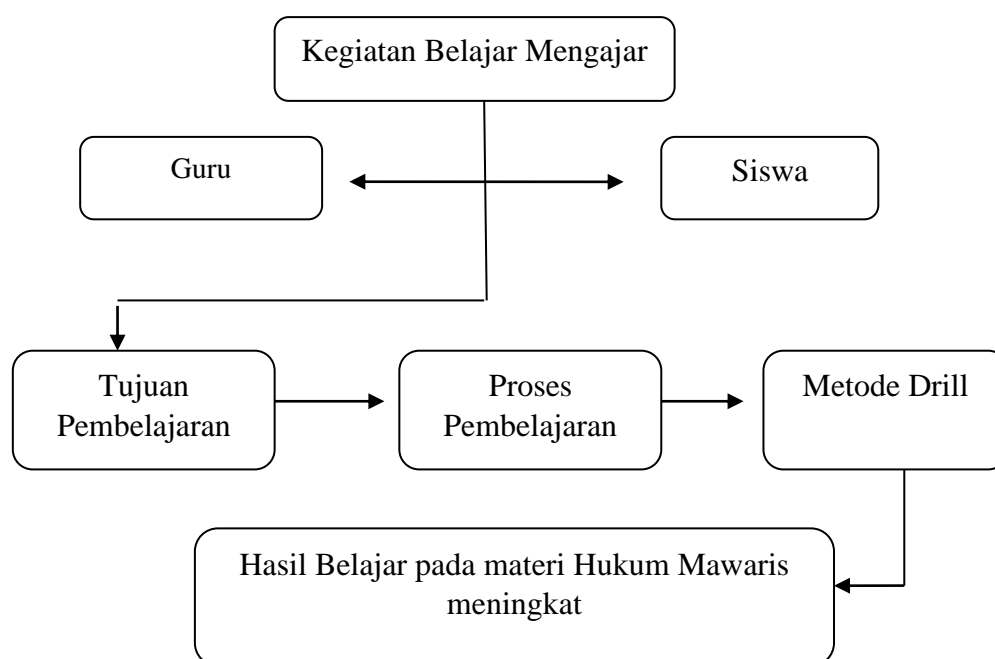 Kegiatan Belajar Mengajar
Guru
Siswa
Tujuan
Pembelajaran
Proses
Pembelajaran
Metode Drill
Hasil Belajar pada materi Hukum Mawaris
meningkat